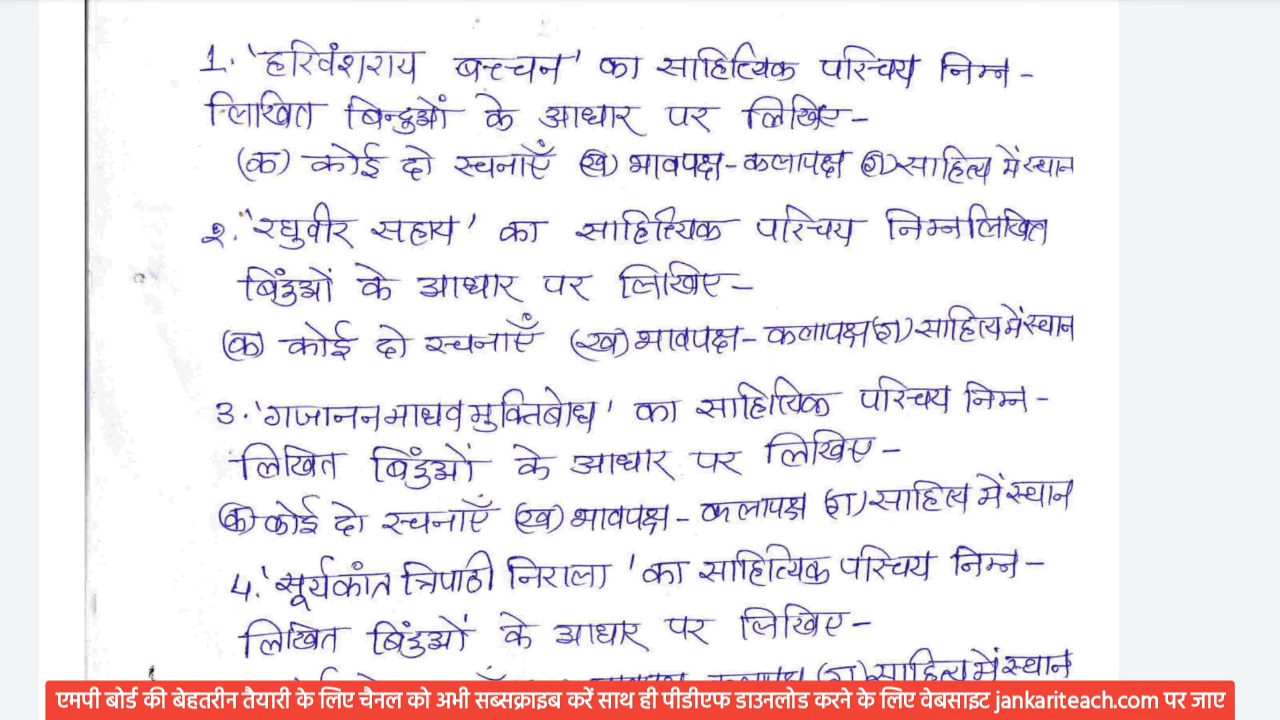 1. 'हरिवंशराय बच्चन' का साहित्यिक परिचय निम्न-
लिखित बिन्दुओं के आधार पर लिखिए-
(क) कोई दो रचनाएँ (ख) भावपक्ष-कलापक्ष (ग) साहित्य में स्थान
२. 'रघुवीर सहाय' का साहित्यिक परिचय निम्नलिखित
बिंदुओं के आधार पर लिखिए-
(क) कोई दो रचनाएँ (ख) भावपक्ष- कलापक्ष (ग) साहित्य में स्थान
3. 'गजानन माधव मुक्तिबोध' का साहित्यिक परिचय निम्न-
लिखित बिंदुओं के आधार पर लिखिए-
(क) कोई दो रचनाएँ (ख) भावपक्ष - कलापक्ष (ग) साहित्य में स्थान
4. 'सूर्यकांत त्रिपाठी निराला' का साहित्यिक परिचय निम्न-
लिखित बिंदुओं के आधार पर लिखिए-
(ग) साहित्य में स्थान
एमपी बोर्ड की बेहतरीन तैयारी के लिए चैनल को अभी सब्सक्राइब करें साथ ही पीडीएफ डाउनलोड करने के लिए वेबसाइट jankariteach.com पर जाए